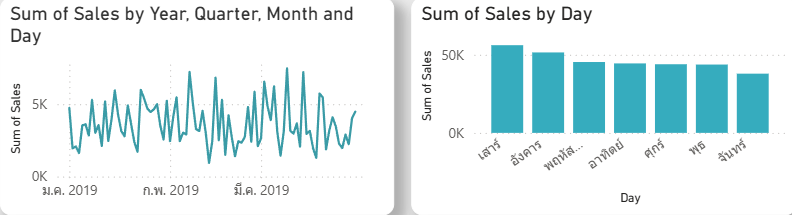 Sum of Sales by Year, Quarter, Month and
Day
Sum of Sales
5K
0K
ม.ค. 2019
ก.พ. 2019
มี.ค. 2019
Sum of Sales by Day
Sum of Sales
50K
0K
เสาร์
อังคาร
พฤหัส...
อาทิตย์
ศุกร์
พุธ
จันทร์
Day